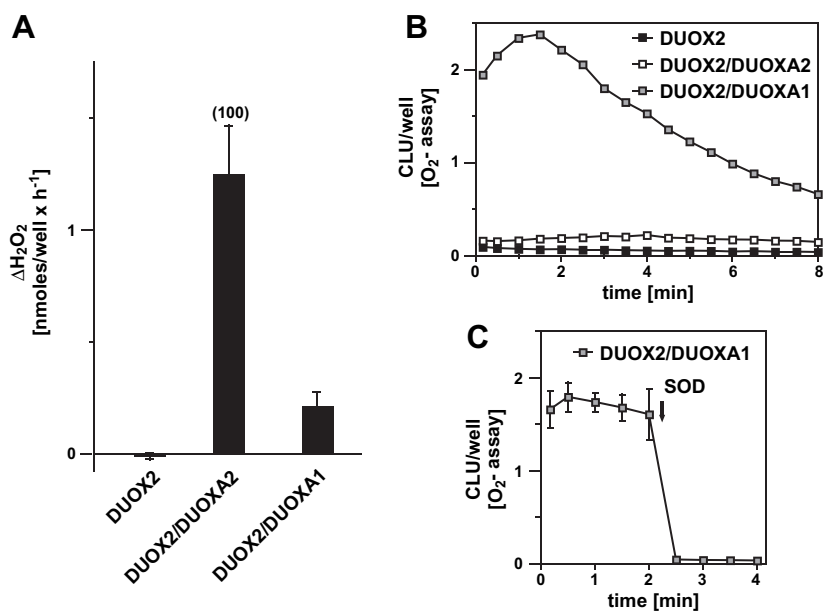 A
ΔH₂O₂
[nmoles/well x h⁻¹]
1
0
(100)
DUOX2
DUOX2/DUOXA2
DUOX2/DUOXA1
B
CLU/well
[O₂- assay]
2
1
0
DUOX2
DUOX2/DUOXA2
DUOX2/DUOXA1
0 2 4 6 8
time [min]
C
CLU/well
[O₂- assay]
2
1
0
DUOX2/DUOXA1
SOD
0 1 2 3 4
time [min]